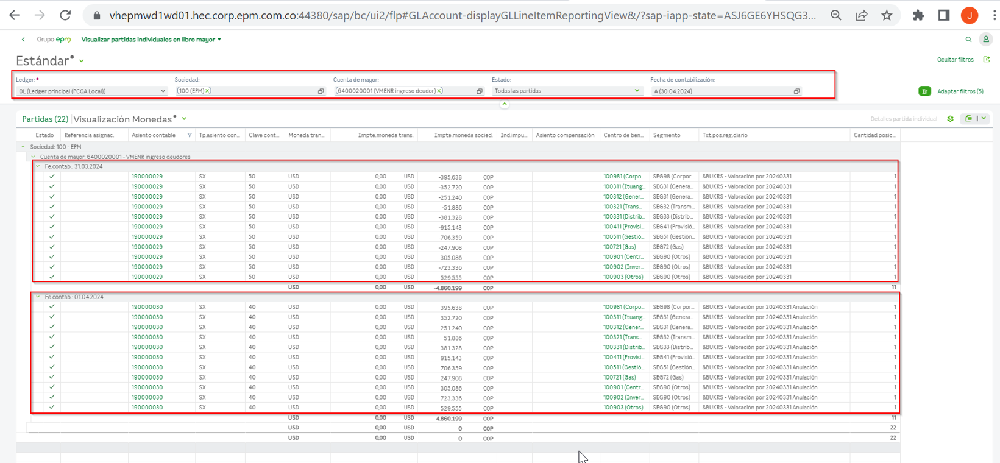 vhepmwd1wd01.hec.corp.epm.com.co:44380/sap/bc/ui2/flp#GLAccount-displayGLLineItemReportingView&/?sap-iapp-state=ASJ6GE6YHSQG3...
J
Grupo·epm Visualizar partidas individuales en libro mayor
Estándar*
Ocultar filtros
Ledger:* Sociedad: Cuenta de mayor: Estado: Fecha de contabilización:
0L (Ledger principal (PCGA Local)) 100 (EPM) 6400020001 (VMENR ingreso deudor) Todas las partidas A (30.04.2024) Ir Adaptar filtros (5)
Partidas (22) Visualización Monedas* Detalles partida individual
Estado Referencia asignac. Asiento contable Tp.asiento con... Clave cont... Moneda tran... Impte.moneda trans. Impte.moneda socied. Ind.impu... Asiento compensación Centro de ben... Segmento Txt.pos.reg.diario Cantidad posic...
Sociedad: 100 - EPM
Cuenta de mayor: 6400020001 - VMENR ingreso deudores
Fe.contab.: 31.03.2024
190000029 SX 50 USD 0,00 USD -395.638 COP 100981 (Corpo... SEG98 (Corpor... &BUKRS - Valoración por 20240331 1
190000029 SX 50 USD 0,00 USD -352.720 COP 100311 (Ituang... SEG31 (Genera... &BUKRS - Valoración por 20240331 1
190000029 SX 50 USD 0,00 USD -251.240 COP 100312 (Gener... SEG31 (Genera... &BUKRS - Valoración por 20240331 1
190000029 SX 50 USD 0,00 USD -51.886 COP 100321 (Trans... SEG32 (Transm... &BUKRS - Valoración por 20240331 1
190000029 SX 50 USD 0,00 USD -381.328 COP 100331 (Distrib... SEG33 (Distrib... &BUKRS - Valoración por 20240331 1
190000029 SX 50 USD 0,00 USD -915.143 COP 100411 (Provisi... SEG41 (Provisió... &BUKRS - Valoración por 20240331 1
190000029 SX 50 USD 0,00 USD -706.359 COP 100511 (Gestió... SEG51 (Gestión... &BUKRS - Valoración por 20240331 1
190000029 SX 50 USD 0,00 USD -247.908 COP 100721 (Gas) SEG72 (Gas) &BUKRS - Valoración por 20240331 1
190000029 SX 50 USD 0,00 USD -305.086 COP 100901 (Centr... SEG90 (Otros) &BUKRS - Valoración por 20240331 1
190000029 SX 50 USD 0,00 USD -723.336 COP 100902 (Inver... SEG90 (Otros) &BUKRS - Valoración por 20240331 1
190000029 SX 50 USD 0,00 USD -529.555 COP 100903 (Otros) SEG90 (Otros) &BUKRS - Valoración por 20240331 1
USD 0,00 USD -4.860.199 COP 11
Fe.contab.: 01.04.2024
190000030 SX 40 USD 0,00 USD 395.638 COP 100981 (Corpo... SEG98 (Corpor... &BUKRS - Valoración por 20240331 Anulación 1
190000030 SX 40 USD 0,00 USD 352.720 COP 100311 (Ituang... SEG31 (Genera... &BUKRS - Valoración por 20240331 Anulación 1
190000030 SX 40 USD 0,00 USD 251.240 COP 100312 (Gener... SEG31 (Genera... &BUKRS - Valoración por 20240331 Anulación 1
190000030 SX 40 USD 0,00 USD 51.886 COP 100321 (Trans... SEG32 (Transm... &BUKRS - Valoración por 20240331 Anulación 1
190000030 SX 40 USD 0,00 USD 381.328 COP 100331 (Distrib... SEG33 (Distrib... &BUKRS - Valoración por 20240331 Anulación 1
190000030 SX 40 USD 0,00 USD 915.143 COP 100411 (Provisi... SEG41 (Provisió... &BUKRS - Valoración por 20240331 Anulación 1
190000030 SX 40 USD 0,00 USD 706.359 COP 100511 (Gestió... SEG51 (Gestión... &BUKRS - Valoración por 20240331 Anulación 1
190000030 SX 40 USD 0,00 USD 247.908 COP 100721 (Gas) SEG72 (Gas) &BUKRS - Valoración por 20240331 Anulación 1
190000030 SX 40 USD 0,00 USD 305.086 COP 100901 (Centr... SEG90 (Otros) &BUKRS - Valoración por 20240331 Anulación 1
190000030 SX 40 USD 0,00 USD 723.336 COP 100902 (Inver... SEG90 (Otros) &BUKRS - Valoración por 20240331 Anulación 1
190000030 SX 40 USD 0,00 USD 529.555 COP 100903 (Otros) SEG90 (Otros) &BUKRS - Valoración por 20240331 Anulación 1
USD 0,00 USD 4.860.199 COP 11
USD 0,00 USD 0 COP 22
USD 0,00 USD 0 COP 22